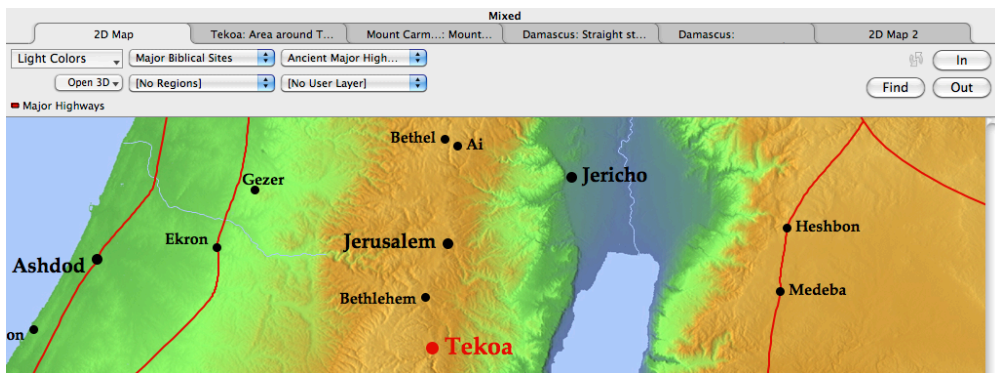 Mixed
2D Map
Tekoa: Area around T...
Mount Carm...: Mount...
Damascus: Straight st...
Damascus:
2D Map 2
Light Colors
Major Biblical Sites
Ancient Major High...
In
Open 3D
[No Regions]
[No User Layer]
Find
Out
Major Highways
Bethel
Ai
Gezer
Jericho
Ekron
Jerusalem
Heshbon
Ashdod
Bethlehem
Medeba
on
Tekoa